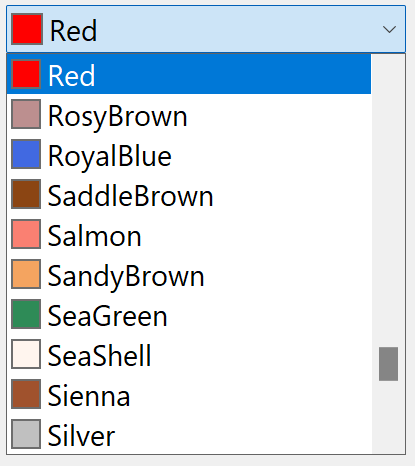 Red
Red
RosyBrown
RoyalBlue
SaddleBrown
Salmon
SandyBrown
SeaGreen
SeaShell
Sienna
Silver